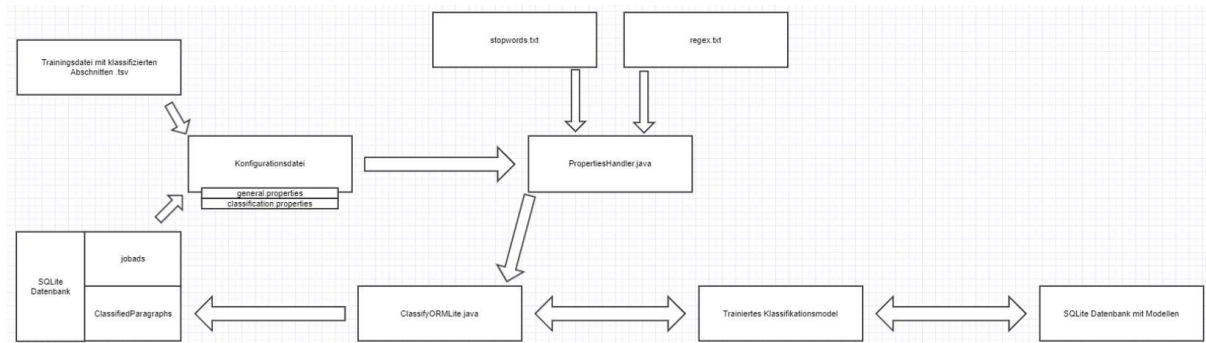 stopwords.txt
regex.txt
Trainingsdatei mit klassifizierten
Abschnitten .tsv
Konfigurationsdatei
general.properties
classification.properties
PropertiesHandler.java
SQLite
Datenbank
jobads
ClassifiedParagraphs
ClassifyORMLite.java
Trainiertes Klassifikationsmodel
SQLite Datenbank mit Modellen